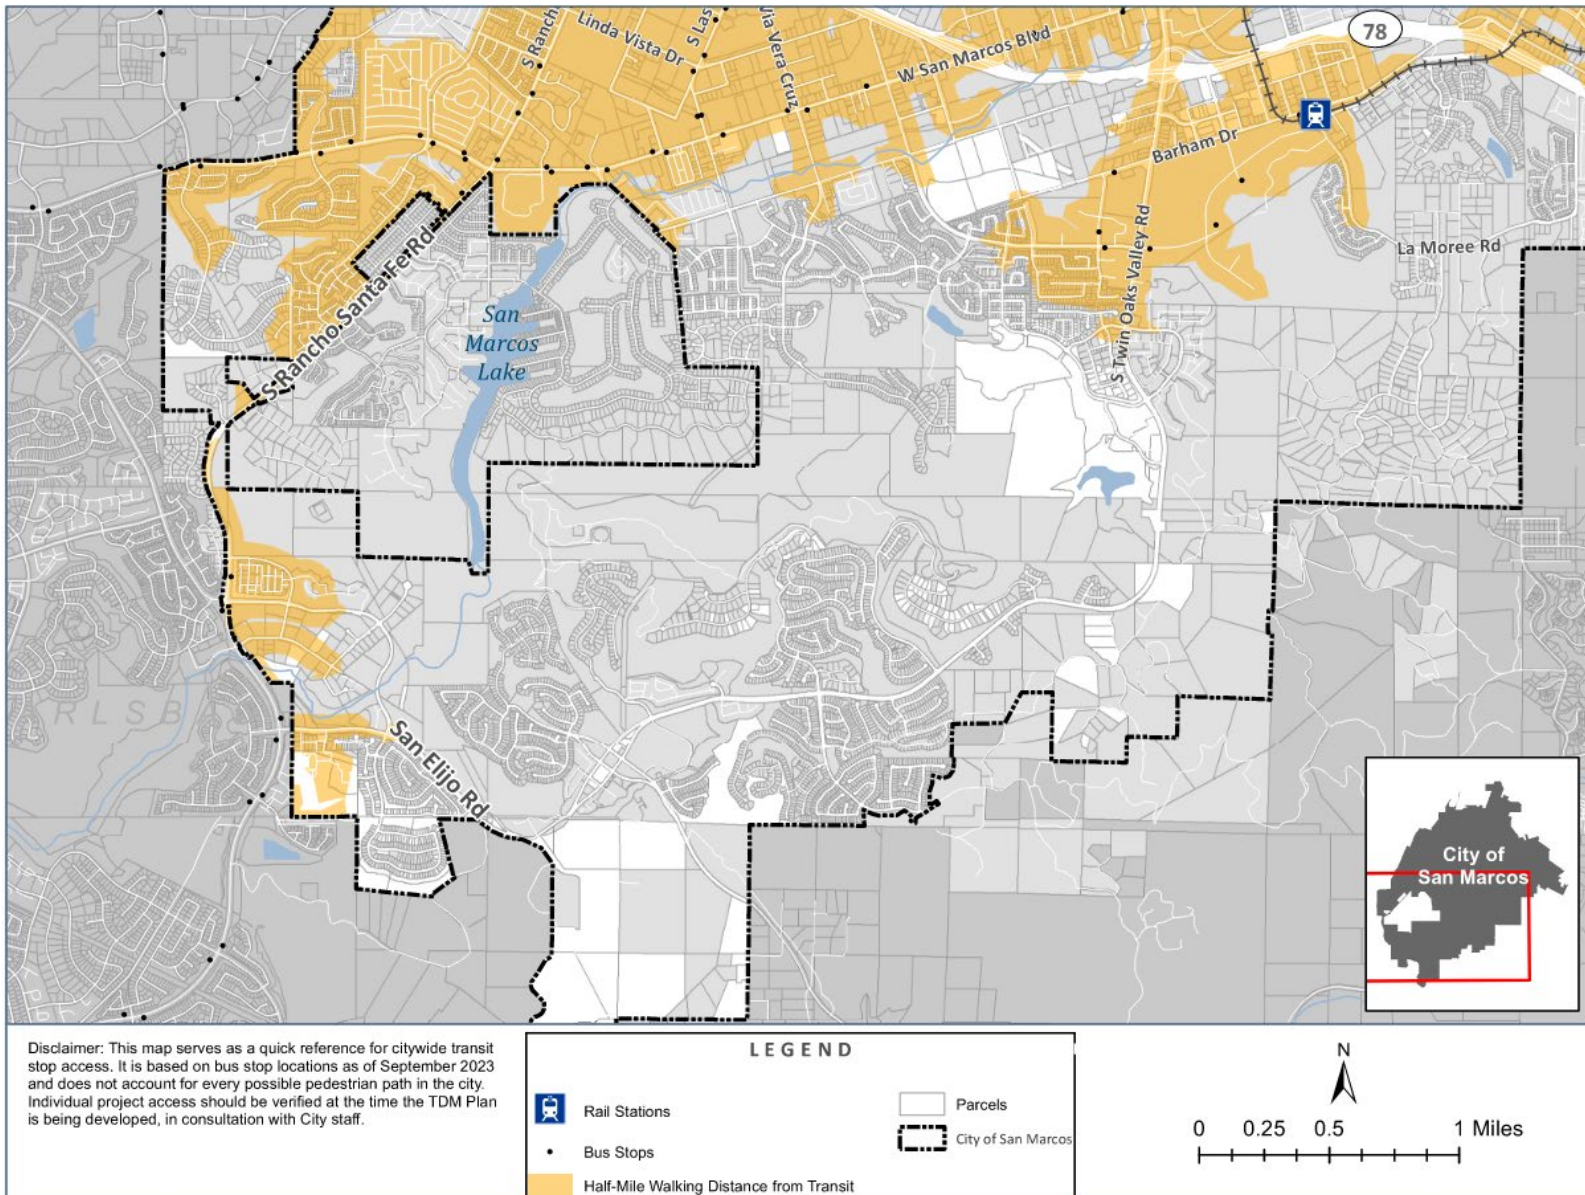 S Ranch
Linda Vista Dr
S Las
Via Vera Cruz
W San Marcos Blvd
78
Barham Dr
La Moree Rd
S Twin Oaks Valley Rd
S Rancho Santa Fe Rd
S Rancho Santa Fe Rd
San
Marcos
Lake
RLSB
San Elijo Rd
City of
San Marcos
Disclaimer: This map serves as a quick reference for citywide transit
stop access. It is based on bus stop locations as of September 2023
and does not account for every possible pedestrian path in the city.
Individual project access should be verified at the time the TDM Plan
is being developed, in consultation with City staff.
LEGEND
Rail Stations
Bus Stops
Half-Mile Walking Distance from Transit
Parcels
City of San Marcos
N
0 0.25 0.5 1 Miles